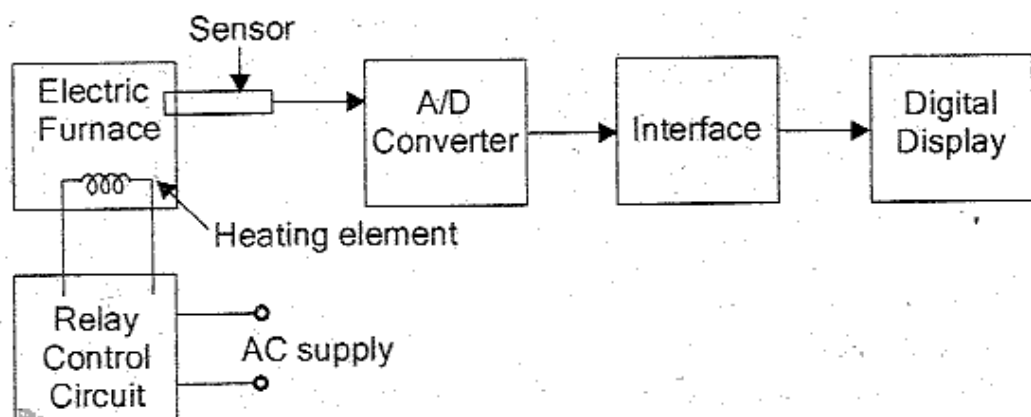 Sensor
Electric
Furnace
A/D
Converter
Interface
Digital
Display
Heating element
Relay
Control
Circuit
AC supply